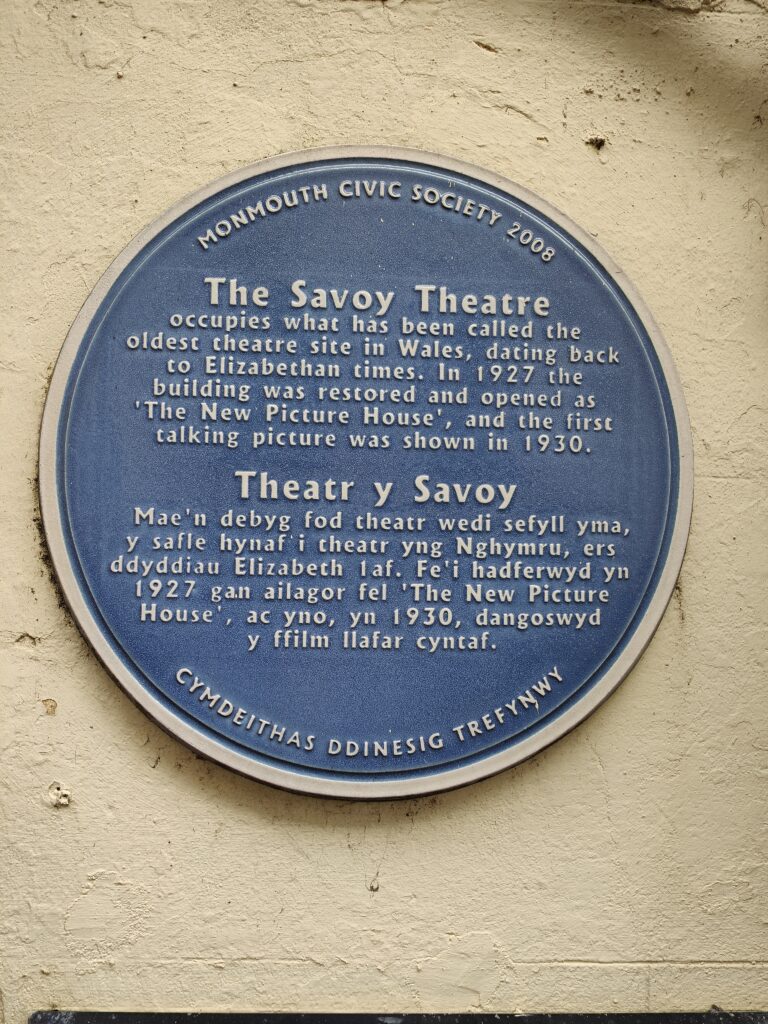 MONMOUTH CIVIC SOCIETY 2008
The Savoy Theatre
occupies what has been called the
oldest theatre site in Wales, dating back
to Elizabethan times. In 1927 the
building was restored and opened as
'The New Picture House', and the first
talking picture was shown in 1930.
Theatr y Savoy
Mae'n debyg fod theatr wedi sefyll yma,
y safle hynaf i theatr yng Nghymru, ers
ddyddiau Elizabeth 1af. Fe'i hadferwyd yn
1927 gan ailagor fel 'The New Picture
House', ac yno, yn 1930, dangoswyd
y ffilm llafar cyntaf.
CYMDEITHAS DDINESIG TREFYNWY